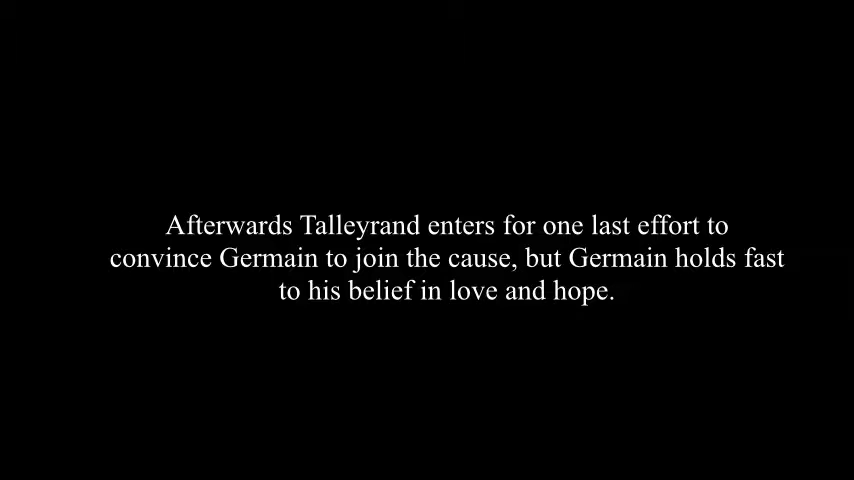 Afterwards Talleyrand enters for one last effort to
convince Germain to join the cause, but Germain holds fast
to his belief in love and hope.